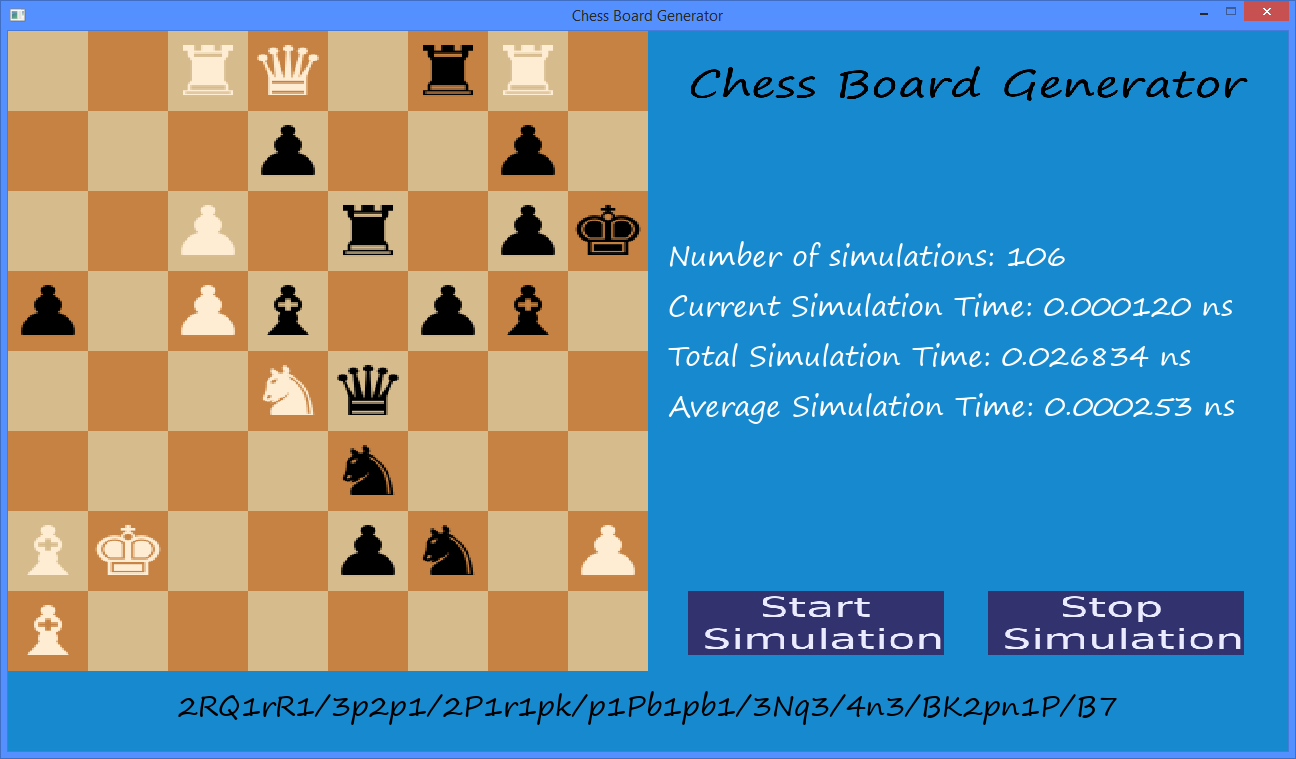 Chess Board Generator
Chess Board Generator
Number of simulations: 106
Current Simulation Time: 0.000120 ns
Total Simulation Time: 0.026834 ns
Average Simulation Time: 0.000253 ns
Start
Simulation
Stop
Simulation
2RQ1rR1/3p2p1/2P1r1pk/p1Pb1pb1/3Nq3/4n3/BK2pn1P/B7